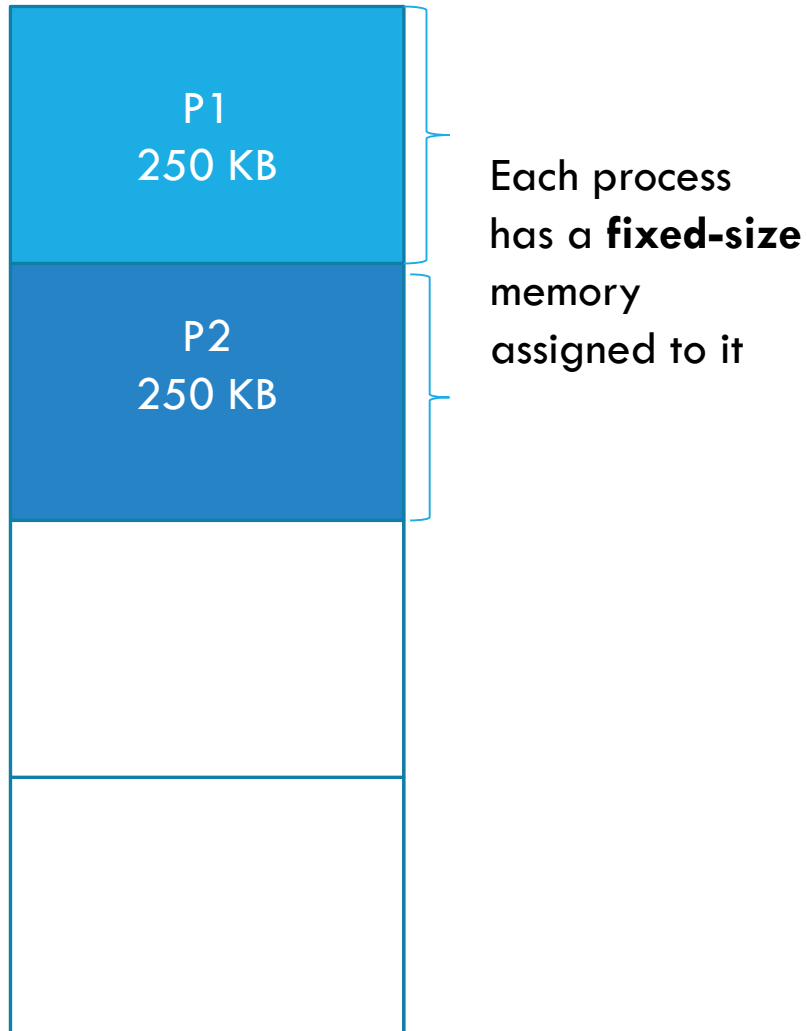 P1
250 KB
Each process
has a fixed-size
memory
assigned to it
P2
250 KB